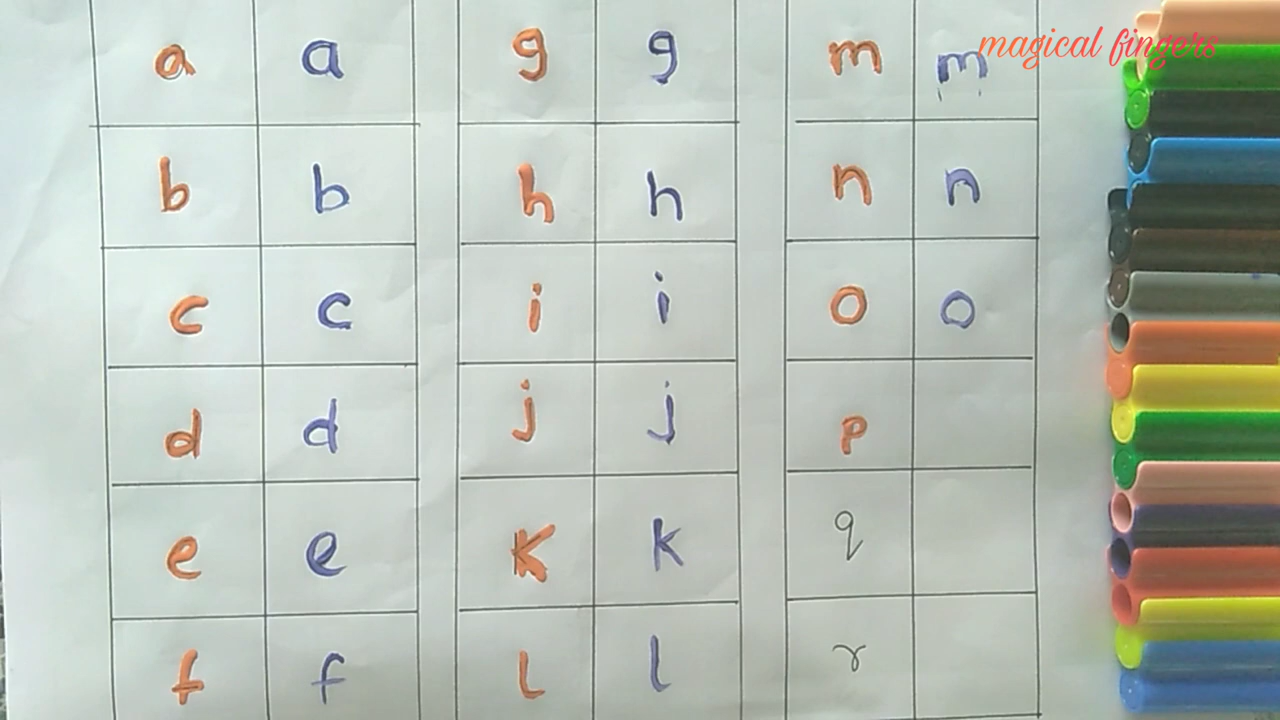 a a g g m m magical fingers
b b h h n n
c c i i o o
d d j j p
e e k k q
f f l l r